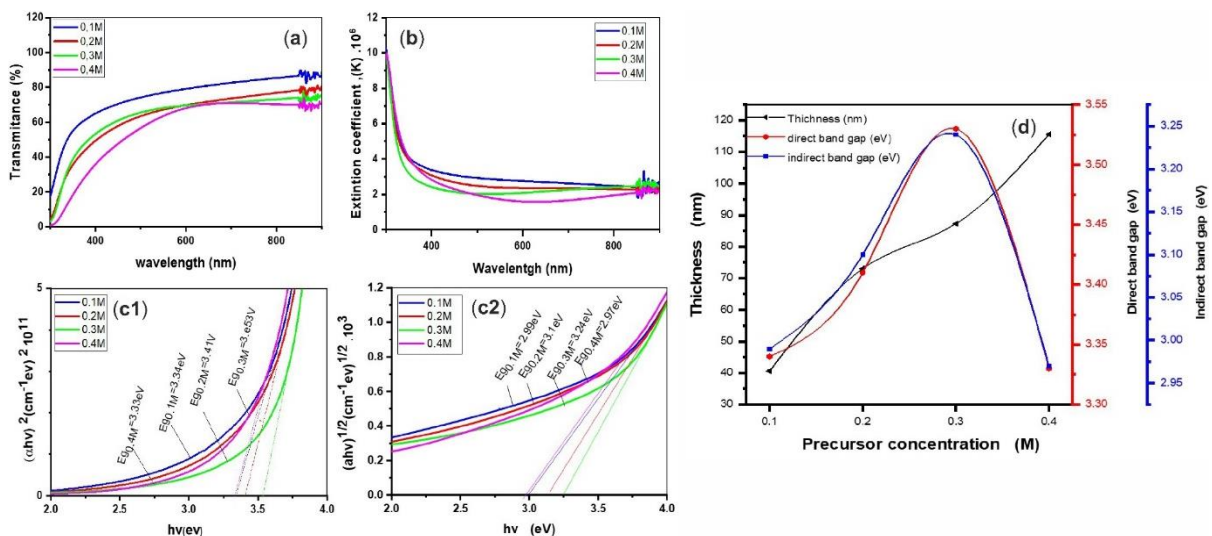 (a)
0,1M
0,2M
0,3M
0,4M
Transmitance (%)
0
20
40
60
80
100
120
400
600
800
wavelength (nm)
(b)
0.1M
0.2M
0.3M
0.4M
Extintion coefficient ,(K) .10⁶
0
2
4
6
8
10
12
400
600
800
Wavelentgh (nm)
(c1)
0.1M
0.2M
0.3M
0.4M
(αhv) ²(cm⁻¹ev) ² 10¹¹
0
1
5
Eg0.4M=3.33eV
Eg0.1M=3.34eV
Eg0.2M=3.41V
Eg0.3M=3.e53V
2.0
2.5
3.0
3.5
4.0
hv(ev)
(c2)
0.1M
0.2M
0.3M
0.4M
(ahv)¹/²(cm⁻¹ev)¹/² .10³
0.0
0.2
0.4
0.6
0.8
1.0
1.2
Eg0.1M=2.99eV
Eg0.2M=3.1eV
Eg0.3M=3.24eV
Eg0.4M=2.97eV
2.0
2.5
3.0
3.5
4.0
hv (eV)
(d)
Thickness (nm)
direct band gap (eV)
indirect band gap (eV)
Thickness (nm)
30
40
50
60
70
80
90
100
110
120
0.1
0.2
0.3
0.4
Precursor concentration (M)
3.30
3.35
3.40
3.45
3.50
3.55
Direct band gap (eV)
2.95
3.00
3.05
3.10
3.15
3.20
3.25
Indirect band gap (eV)